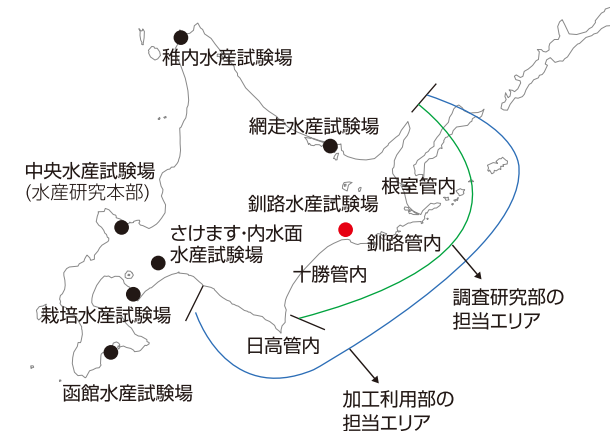 稚内水産試験場
網走水産試験場
中央水産試験場
(水産研究本部)
根室管内
釧路水産試験場
さけます・内水面
水産試験場
釧路管内
十勝管内
調査研究部の
担当エリア
栽培水産試験場
日高管内
函館水産試験場
加工利用部の
担当エリア